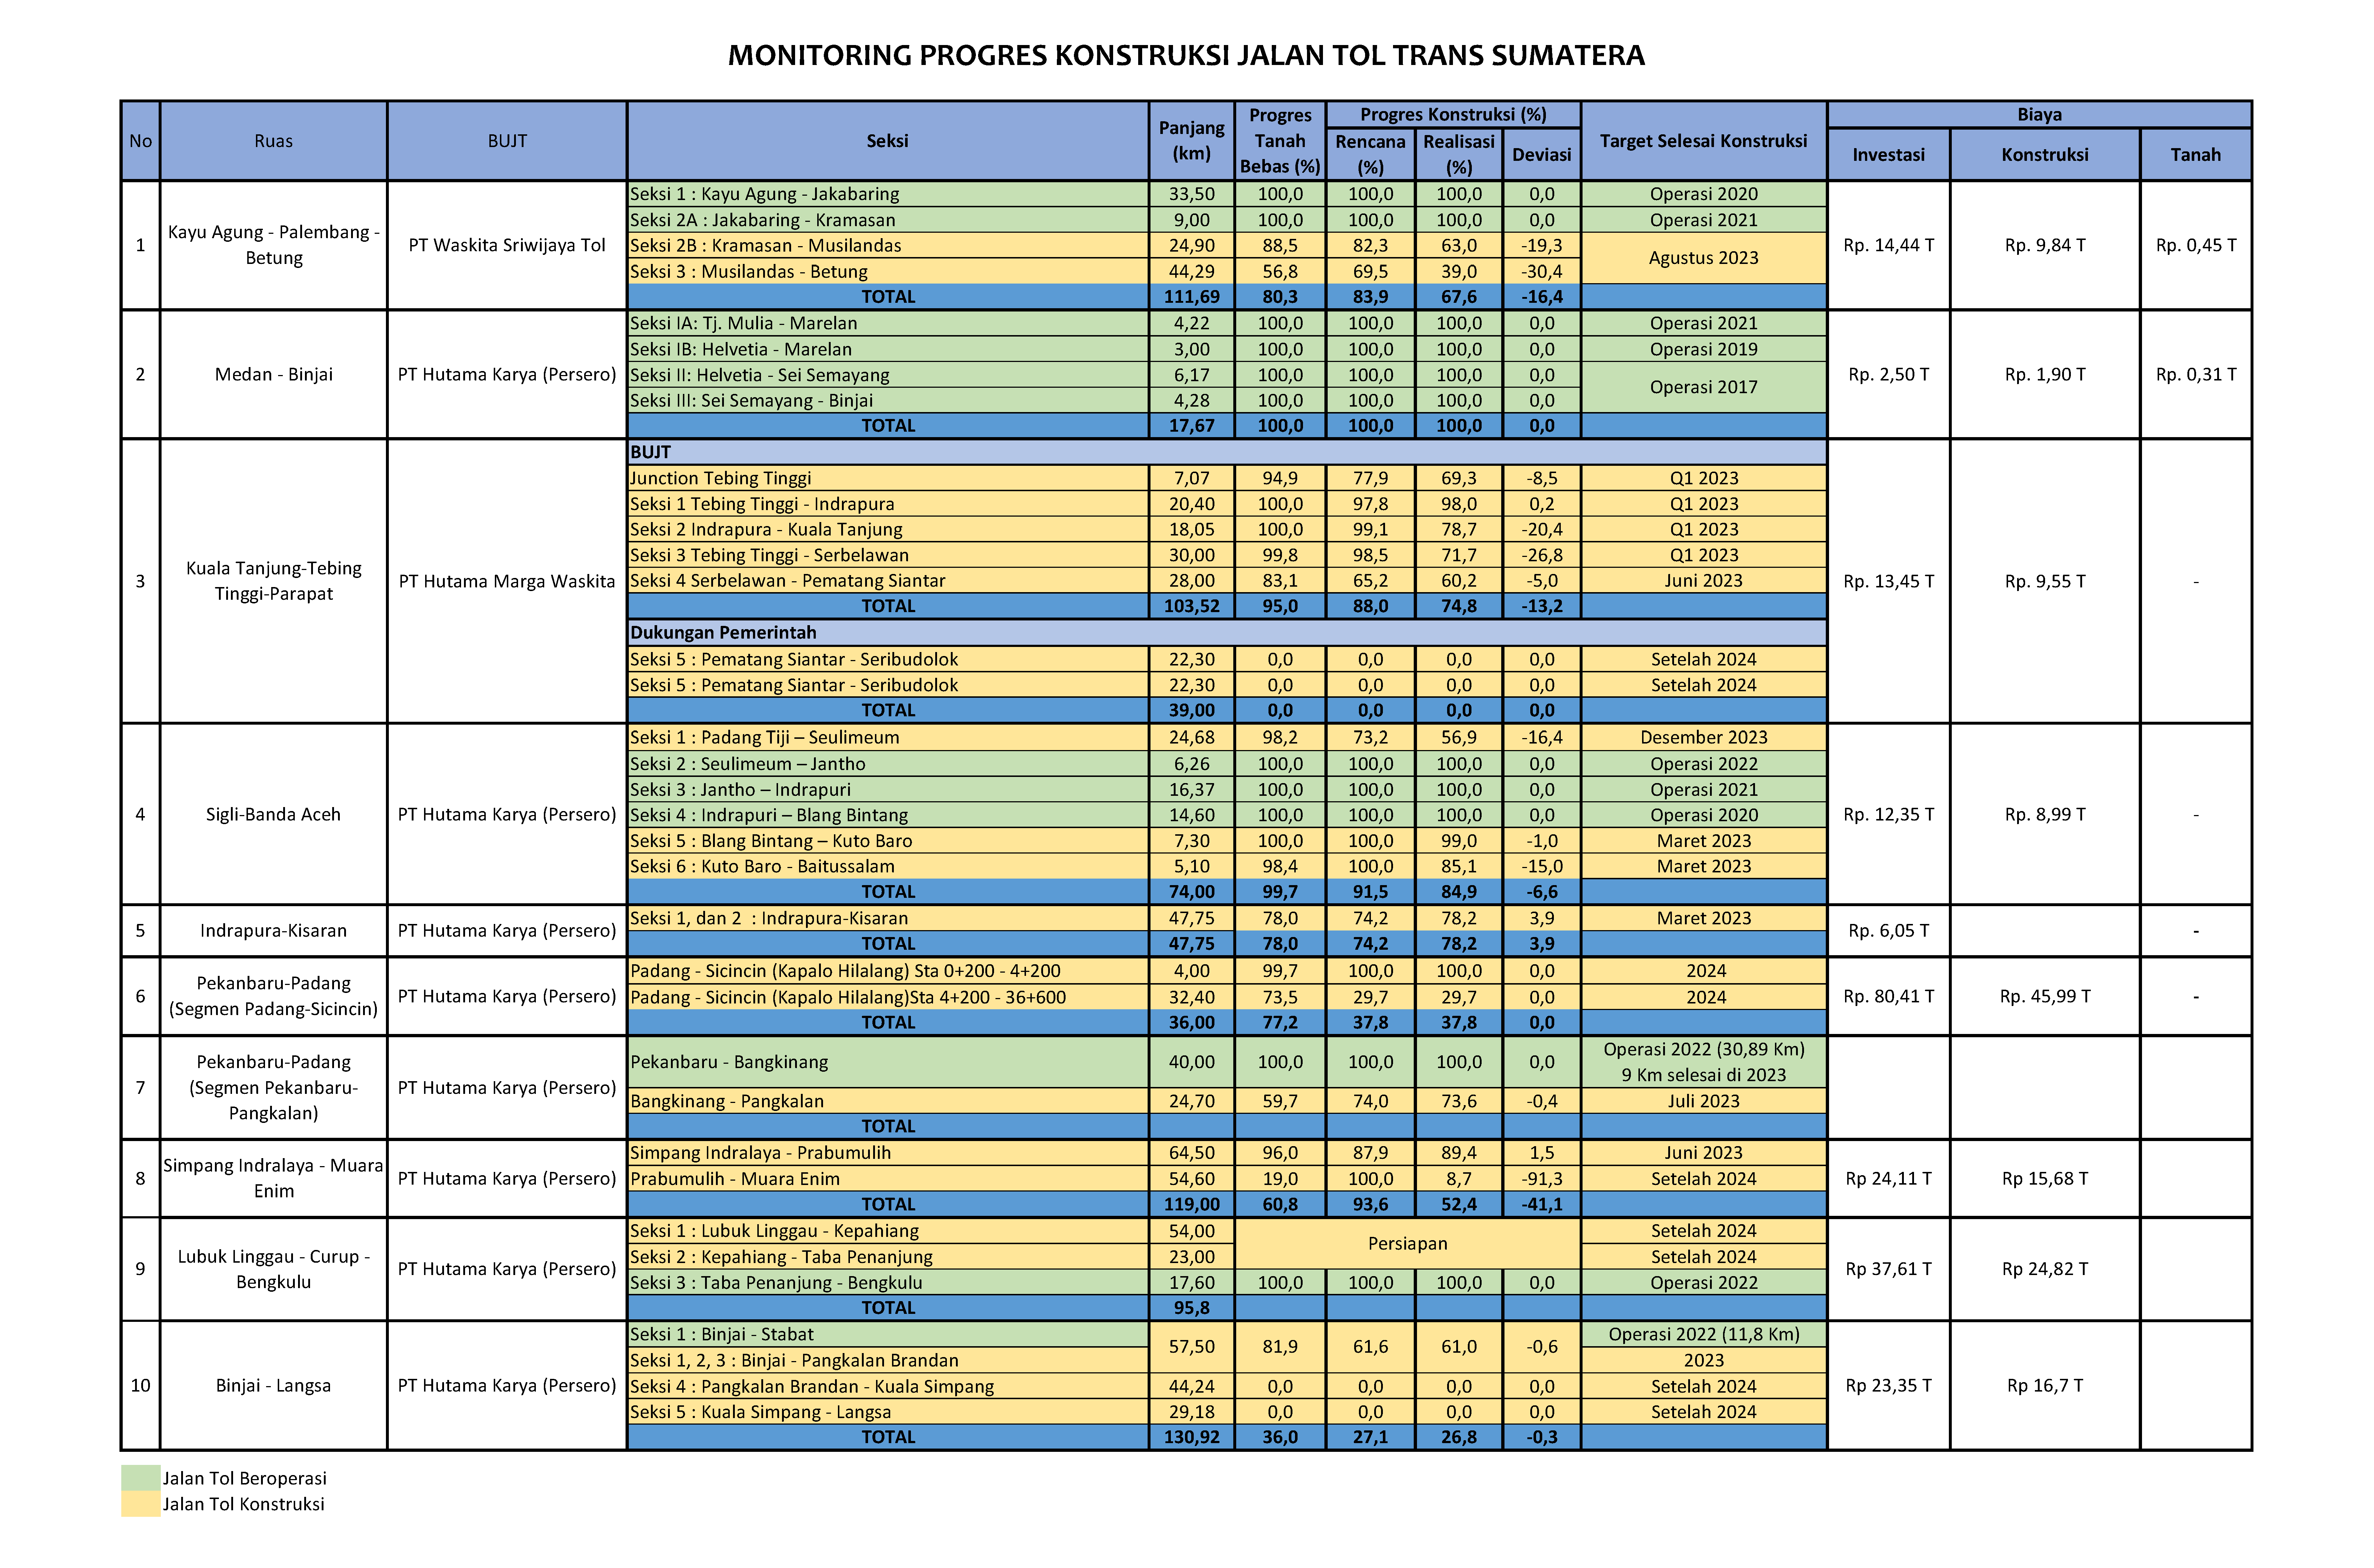 MONITORING PROGRES KONSTRUKSI JALAN TOL TRANS SUMATERA
No Ruas BUJT Seksi Panjang (km) Progres Tanah Bebas (%) Progres Konstruksi (%) Target Selesai Konstruksi Biaya
Rencana (%) Realisasi (%) Deviasi Investasi Konstruksi Tanah
1 Kayu Agung - Palembang - Betung PT Waskita Sriwijaya Tol Rp. 14,44 T Rp. 9,84 T Rp. 0,45 T
Seksi 1 : Kayu Agung - Jakabaring 33,50 100,0 100,0 100,0 0,0 Operasi 2020
Seksi 2A : Jakabaring - Kramasan 9,00 100,0 100,0 100,0 0,0 Operasi 2021
Seksi 2B : Kramasan - Musilandas 24,90 88,5 82,3 63,0 -19,3 Agustus 2023
Seksi 3 : Musilandas - Betung 44,29 56,8 69,5 39,0 -30,4
TOTAL 111,69 80,3 83,9 67,6 -16,4
2 Medan - Binjai PT Hutama Karya (Persero) Rp. 2,50 T Rp. 1,90 T Rp. 0,31 T
Seksi IA: Tj. Mulia - Marelan 4,22 100,0 100,0 100,0 0,0 Operasi 2021
Seksi IB: Helvetia - Marelan 3,00 100,0 100,0 100,0 0,0 Operasi 2019
Seksi II: Helvetia - Sei Semayang 6,17 100,0 100,0 100,0 0,0 Operasi 2017
Seksi III: Sei Semayang - Binjai 4,28 100,0 100,0 100,0 0,0
TOTAL 17,67 100,0 100,0 100,0 0,0
3 Kuala Tanjung-Tebing Tinggi-Parapat PT Hutama Marga Waskita Rp. 13,45 T Rp. 9,55 T -
BUJT
Junction Tebing Tinggi 7,07 94,9 77,9 69,3 -8,5 Q1 2023
Seksi 1 Tebing Tinggi - Indrapura 20,40 100,0 97,8 98,0 0,2 Q1 2023
Seksi 2 Indrapura - Kuala Tanjung 18,05 100,0 99,1 78,7 -20,4 Q1 2023
Seksi 3 Tebing Tinggi - Serbelawan 30,00 99,8 98,5 71,7 -26,8 Q1 2023
Seksi 4 Serbelawan - Pematang Siantar 28,00 83,1 65,2 60,2 -5,0 Juni 2023
TOTAL 103,52 95,0 88,0 74,8 -13,2
Dukungan Pemerintah
Seksi 5 : Pematang Siantar - Seribudolok 22,30 0,0 0,0 0,0 0,0 Setelah 2024
Seksi 5 : Pematang Siantar - Seribudolok 22,30 0,0 0,0 0,0 0,0 Setelah 2024
TOTAL 39,00 0,0 0,0 0,0 0,0
4 Sigli-Banda Aceh PT Hutama Karya (Persero) Rp. 12,35 T Rp. 8,99 T -
Seksi 1 : Padang Tiji – Seulimeum 24,68 98,2 73,2 56,9 -16,4 Desember 2023
Seksi 2 : Seulimeum – Jantho 6,26 100,0 100,0 100,0 0,0 Operasi 2022
Seksi 3 : Jantho – Indrapuri 16,37 100,0 100,0 100,0 0,0 Operasi 2021
Seksi 4 : Indrapuri – Blang Bintang 14,60 100,0 100,0 100,0 0,0 Operasi 2020
Seksi 5 : Blang Bintang – Kuto Baro 7,30 100,0 100,0 99,0 -1,0 Maret 2023
Seksi 6 : Kuto Baro - Baitussalam 5,10 98,4 100,0 85,1 -15,0 Maret 2023
TOTAL 74,00 99,7 91,5 84,9 -6,6
5 Indrapura-Kisaran PT Hutama Karya (Persero) Rp. 6,05 T -
Seksi 1, dan 2 : Indrapura-Kisaran 47,75 78,0 74,2 78,2 3,9 Maret 2023
TOTAL 47,75 78,0 74,2 78,2 3,9
6 Pekanbaru-Padang (Segmen Padang-Sicincin) PT Hutama Karya (Persero) Rp. 80,41 T Rp. 45,99 T -
Padang - Sicincin (Kapalo Hilalang) Sta 0+200 - 4+200 4,00 99,7 100,0 100,0 0,0 2024
Padang - Sicincin (Kapalo Hilalang)Sta 4+200 - 36+600 32,40 73,5 29,7 29,7 0,0 2024
TOTAL 36,00 77,2 37,8 37,8 0,0
7 Pekanbaru-Padang (Segmen Pekanbaru-Pangkalan) PT Hutama Karya (Persero)
Pekanbaru - Bangkinang 40,00 100,0 100,0 100,0 0,0 Operasi 2022 (30,89 Km) 9 Km selesai di 2023
Bangkinang - Pangkalan 24,70 59,7 74,0 73,6 -0,4 Juli 2023
TOTAL
8 Simpang Indralaya - Muara Enim PT Hutama Karya (Persero) Rp 24,11 T Rp 15,68 T
Simpang Indralaya - Prabumulih 64,50 96,0 87,9 89,4 1,5 Juni 2023
Prabumulih - Muara Enim 54,60 19,0 100,0 8,7 -91,3 Setelah 2024
TOTAL 119,00 60,8 93,6 52,4 -41,1
9 Lubuk Linggau - Curup - Bengkulu PT Hutama Karya (Persero) Rp 37,61 T Rp 24,82 T
Seksi 1 : Lubuk Linggau - Kepahiang 54,00 Persiapan Setelah 2024
Seksi 2 : Kepahiang - Taba Penanjung 23,00 Setelah 2024
Seksi 3 : Taba Penanjung - Bengkulu 17,60 100,0 100,0 100,0 0,0 Operasi 2022
TOTAL 95,8
10 Binjai - Langsa PT Hutama Karya (Persero) Rp 23,35 T Rp 16,7 T
Seksi 1 : Binjai - Stabat 57,50 81,9 61,6 61,0 -0,6 Operasi 2022 (11,8 Km)
Seksi 1, 2, 3 : Binjai - Pangkalan Brandan 2023
Seksi 4 : Pangkalan Brandan - Kuala Simpang 44,24 0,0 0,0 0,0 0,0 Setelah 2024
Seksi 5 : Kuala Simpang - Langsa 29,18 0,0 0,0 0,0 0,0 Setelah 2024
TOTAL 130,92 36,0 27,1 26,8 -0,3
Jalan Tol Beroperasi
Jalan Tol Konstruksi